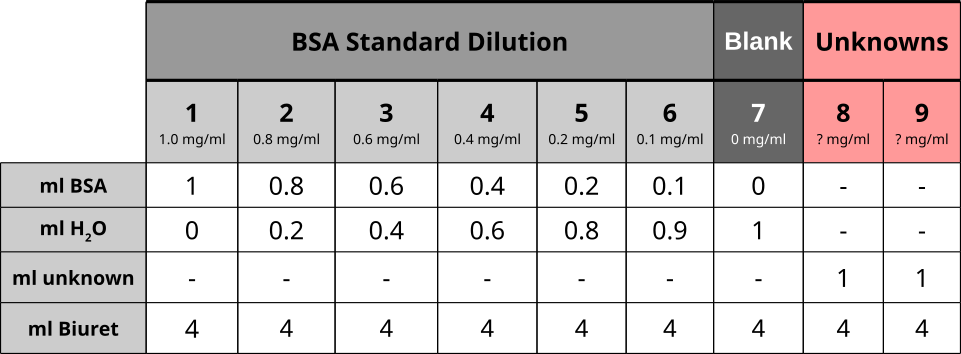 BSA Standard Dilution Blank Unknowns
1 2 3 4 5 6 7 8 9
1.0 mg/ml 0.8 mg/ml 0.6 mg/ml 0.4 mg/ml 0.2 mg/ml 0.1 mg/ml 0 mg/ml ? mg/ml ? mg/ml
ml BSA 1 0.8 0.6 0.4 0.2 0.1 0 - -
ml H₂O 0 0.2 0.4 0.6 0.8 0.9 1 - -
ml unknown - - - - - - - 1 1
ml Biuret 4 4 4 4 4 4 4 4 4